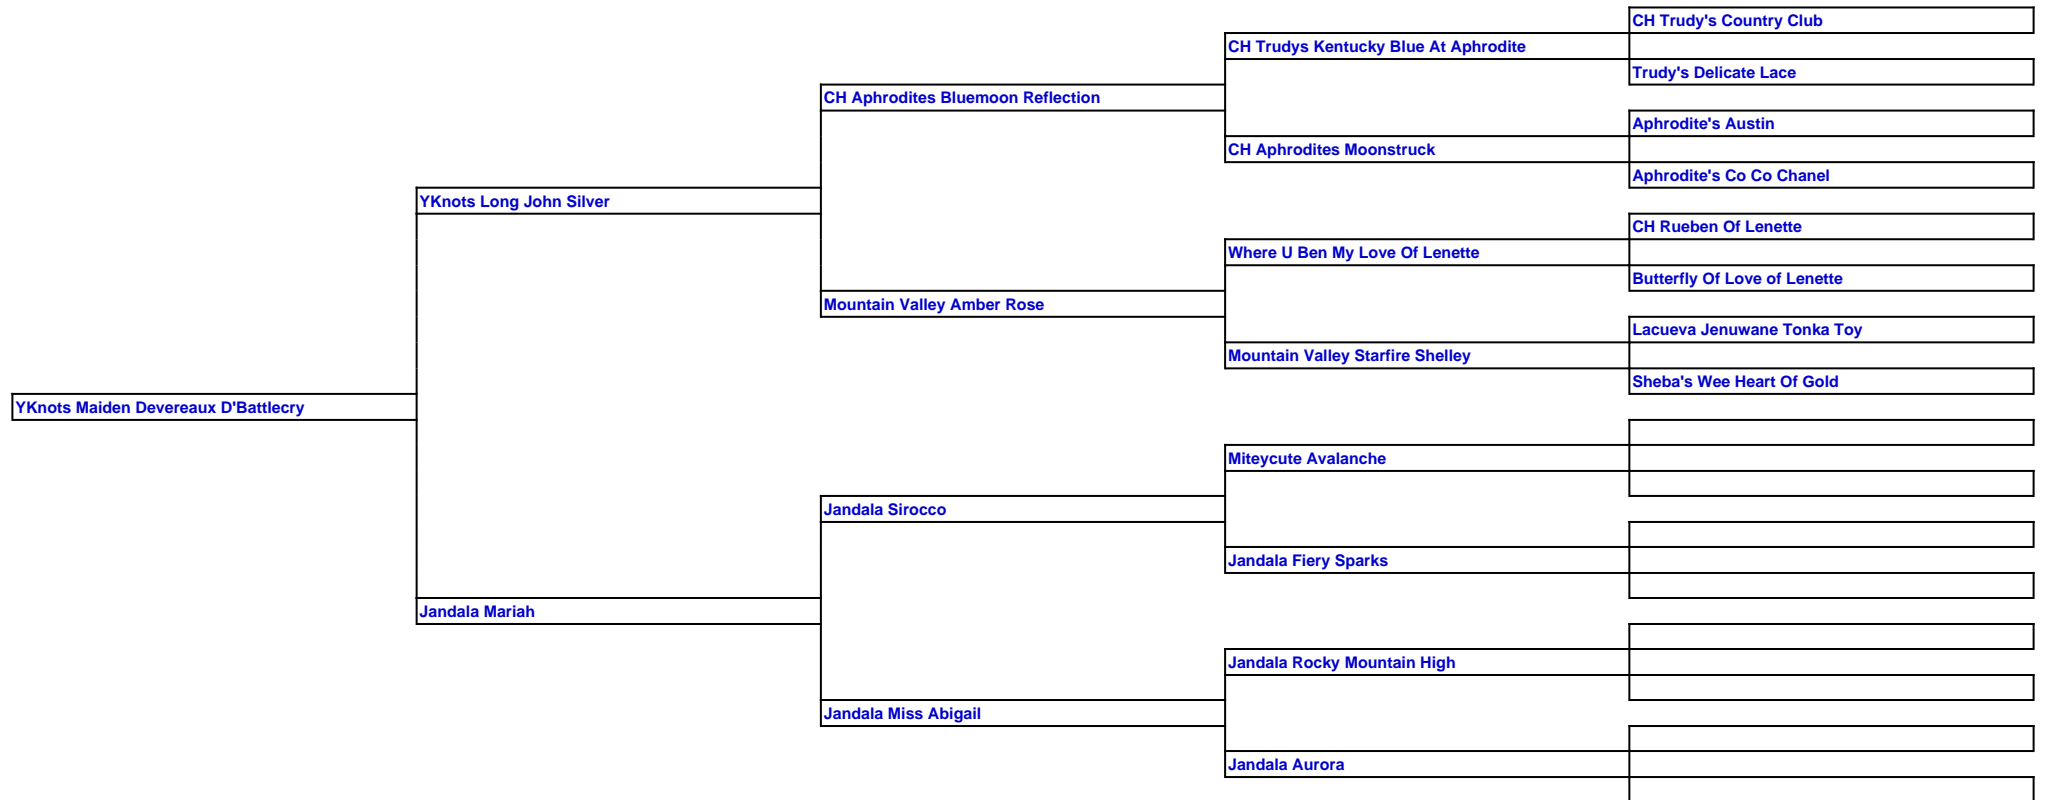 CH Trudy's Country Club
CH Trudys Kentucky Blue At Aphrodite
Trudy's Delicate Lace
CH Aphrodites Bluemoon Reflection
Aphrodite's Austin
CH Aphrodites Moonstruck
Aphrodite's Co Co Chanel
YKnots Long John Silver
CH Rueben Of Lenette
Where U Ben My Love Of Lenette
Butterfly Of Love of Lenette
Mountain Valley Amber Rose
Lacueva Jenuwane Tonka Toy
Mountain Valley Starfire Shelley
Sheba's Wee Heart Of Gold
YKnots Maiden Devereaux D'Battlecry
Miteycute Avalanche
Jandala Sirocco
Jandala Fiery Sparks
Jandala Mariah
Jandala Rocky Mountain High
Jandala Miss Abigail
Jandala Aurora